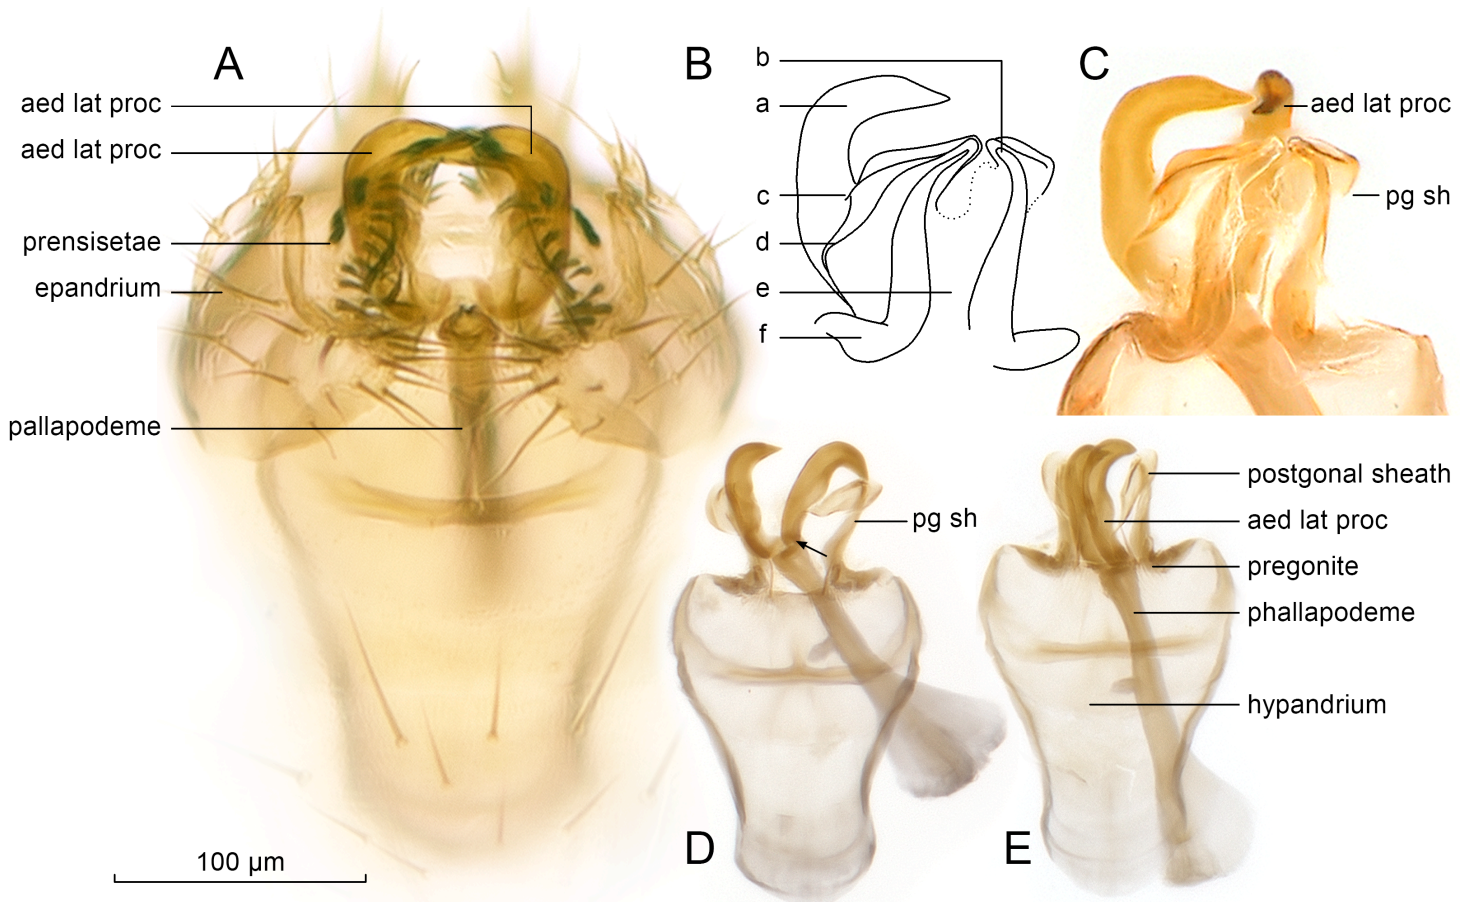 A
aed lat proc
aed lat proc
prensisetae
epandrium
pallapodeme
100 µm
B
b
a
c
d
e
f
C
aed lat proc
pg sh
D
pg sh
E
postgonal sheath
aed lat proc
pregonite
phallapodeme
hypandrium